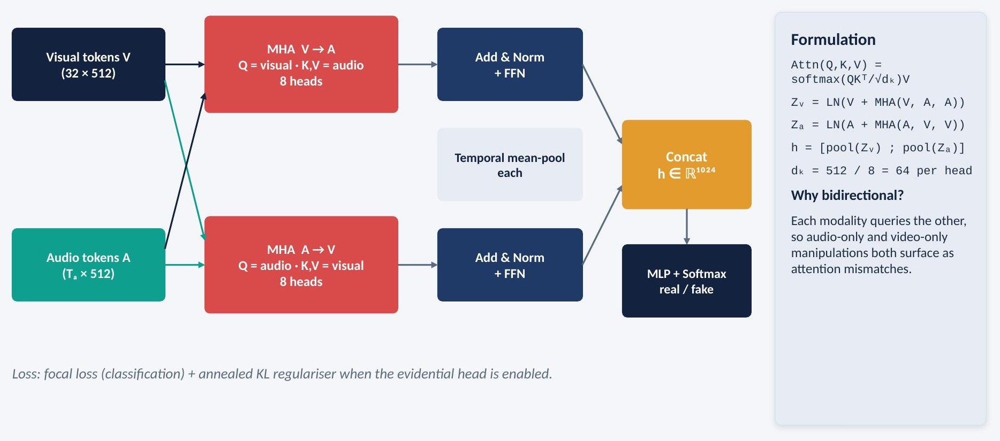 Visual tokens V
(32 × 512)
MHA V → A
Q = visual · K,V = audio
8 heads
Add & Norm
+ FFN
Temporal mean-pool
each
Concat
h ∈ ℝ¹⁰²⁴
Audio tokens A
(Tₐ × 512)
MHA A → V
Q = audio · K,V = visual
8 heads
Add & Norm
+ FFN
MLP + Softmax
real / fake
Loss: focal loss (classification) + annealed KL regulariser when the evidential head is enabled.
Formulation
Attn(Q,K,V) =
softmax(QKᵀ/√dₖ)V
Zᵥ = LN(V + MHA(V, A, A))
Zₐ = LN(A + MHA(A, V, V))
h = [pool(Zᵥ) ; pool(Zₐ)]
dₖ = 512 / 8 = 64 per head
Why bidirectional?
Each modality queries the other,
so audio-only and video-only
manipulations both surface as
attention mismatches.